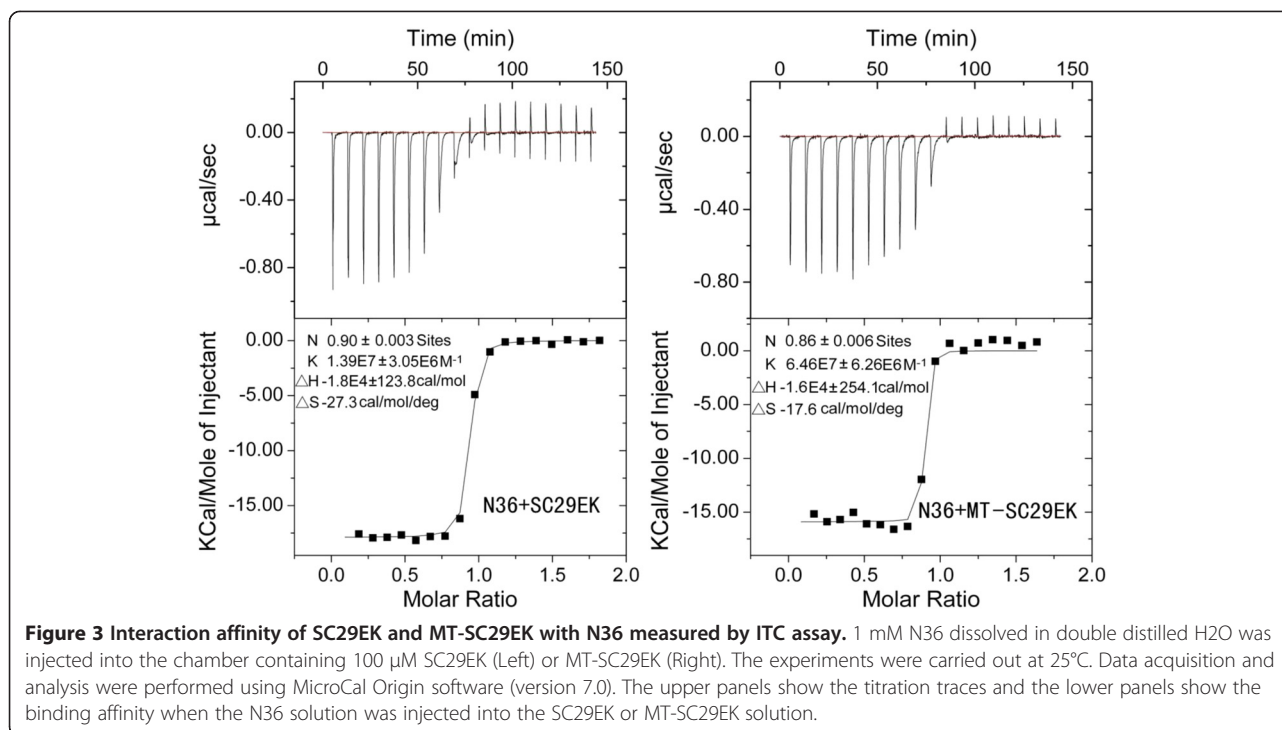 Time (min)
0 50 100 150
0.00
-0.40
-0.80
µcal/sec
0.00
-5.00
-10.00
-15.00
KCal/Mole of Injectant
N 0.90 ± 0.003 Sites
K 1.39E7±3.05E6M⁻¹
△H -1.8E4±123.8cal/mol
△S -27.3 cal/mol/deg
N36+SC29EK
0.0 0.5 1.0 1.5 2.0
Molar Ratio
Time (min)
0 50 100 150
0.00
-0.40
-0.80
µcal/sec
0.00
-5.00
-10.00
-15.00
KCal/Mole of Injectant
N 0.86 ± 0.006 Sites
K 6.46E7±6.26E6M⁻¹
△H -1.6E4±254.1cal/mol
△S -17.6 cal/mol/deg
N36+MT-SC29EK
0.0 0.5 1.0 1.5 2.0
Molar Ratio
Figure 3 Interaction affinity of SC29EK and MT-SC29EK with N36 measured by ITC assay. 1 mM N36 dissolved in double distilled H2O was
injected into the chamber containing 100 μM SC29EK (Left) or MT-SC29EK (Right). The experiments were carried out at 25°C. Data acquisition and
analysis were performed using MicroCal Origin software (version 7.0). The upper panels show the titration traces and the lower panels show the
binding affinity when the N36 solution was injected into the SC29EK or MT-SC29EK solution.